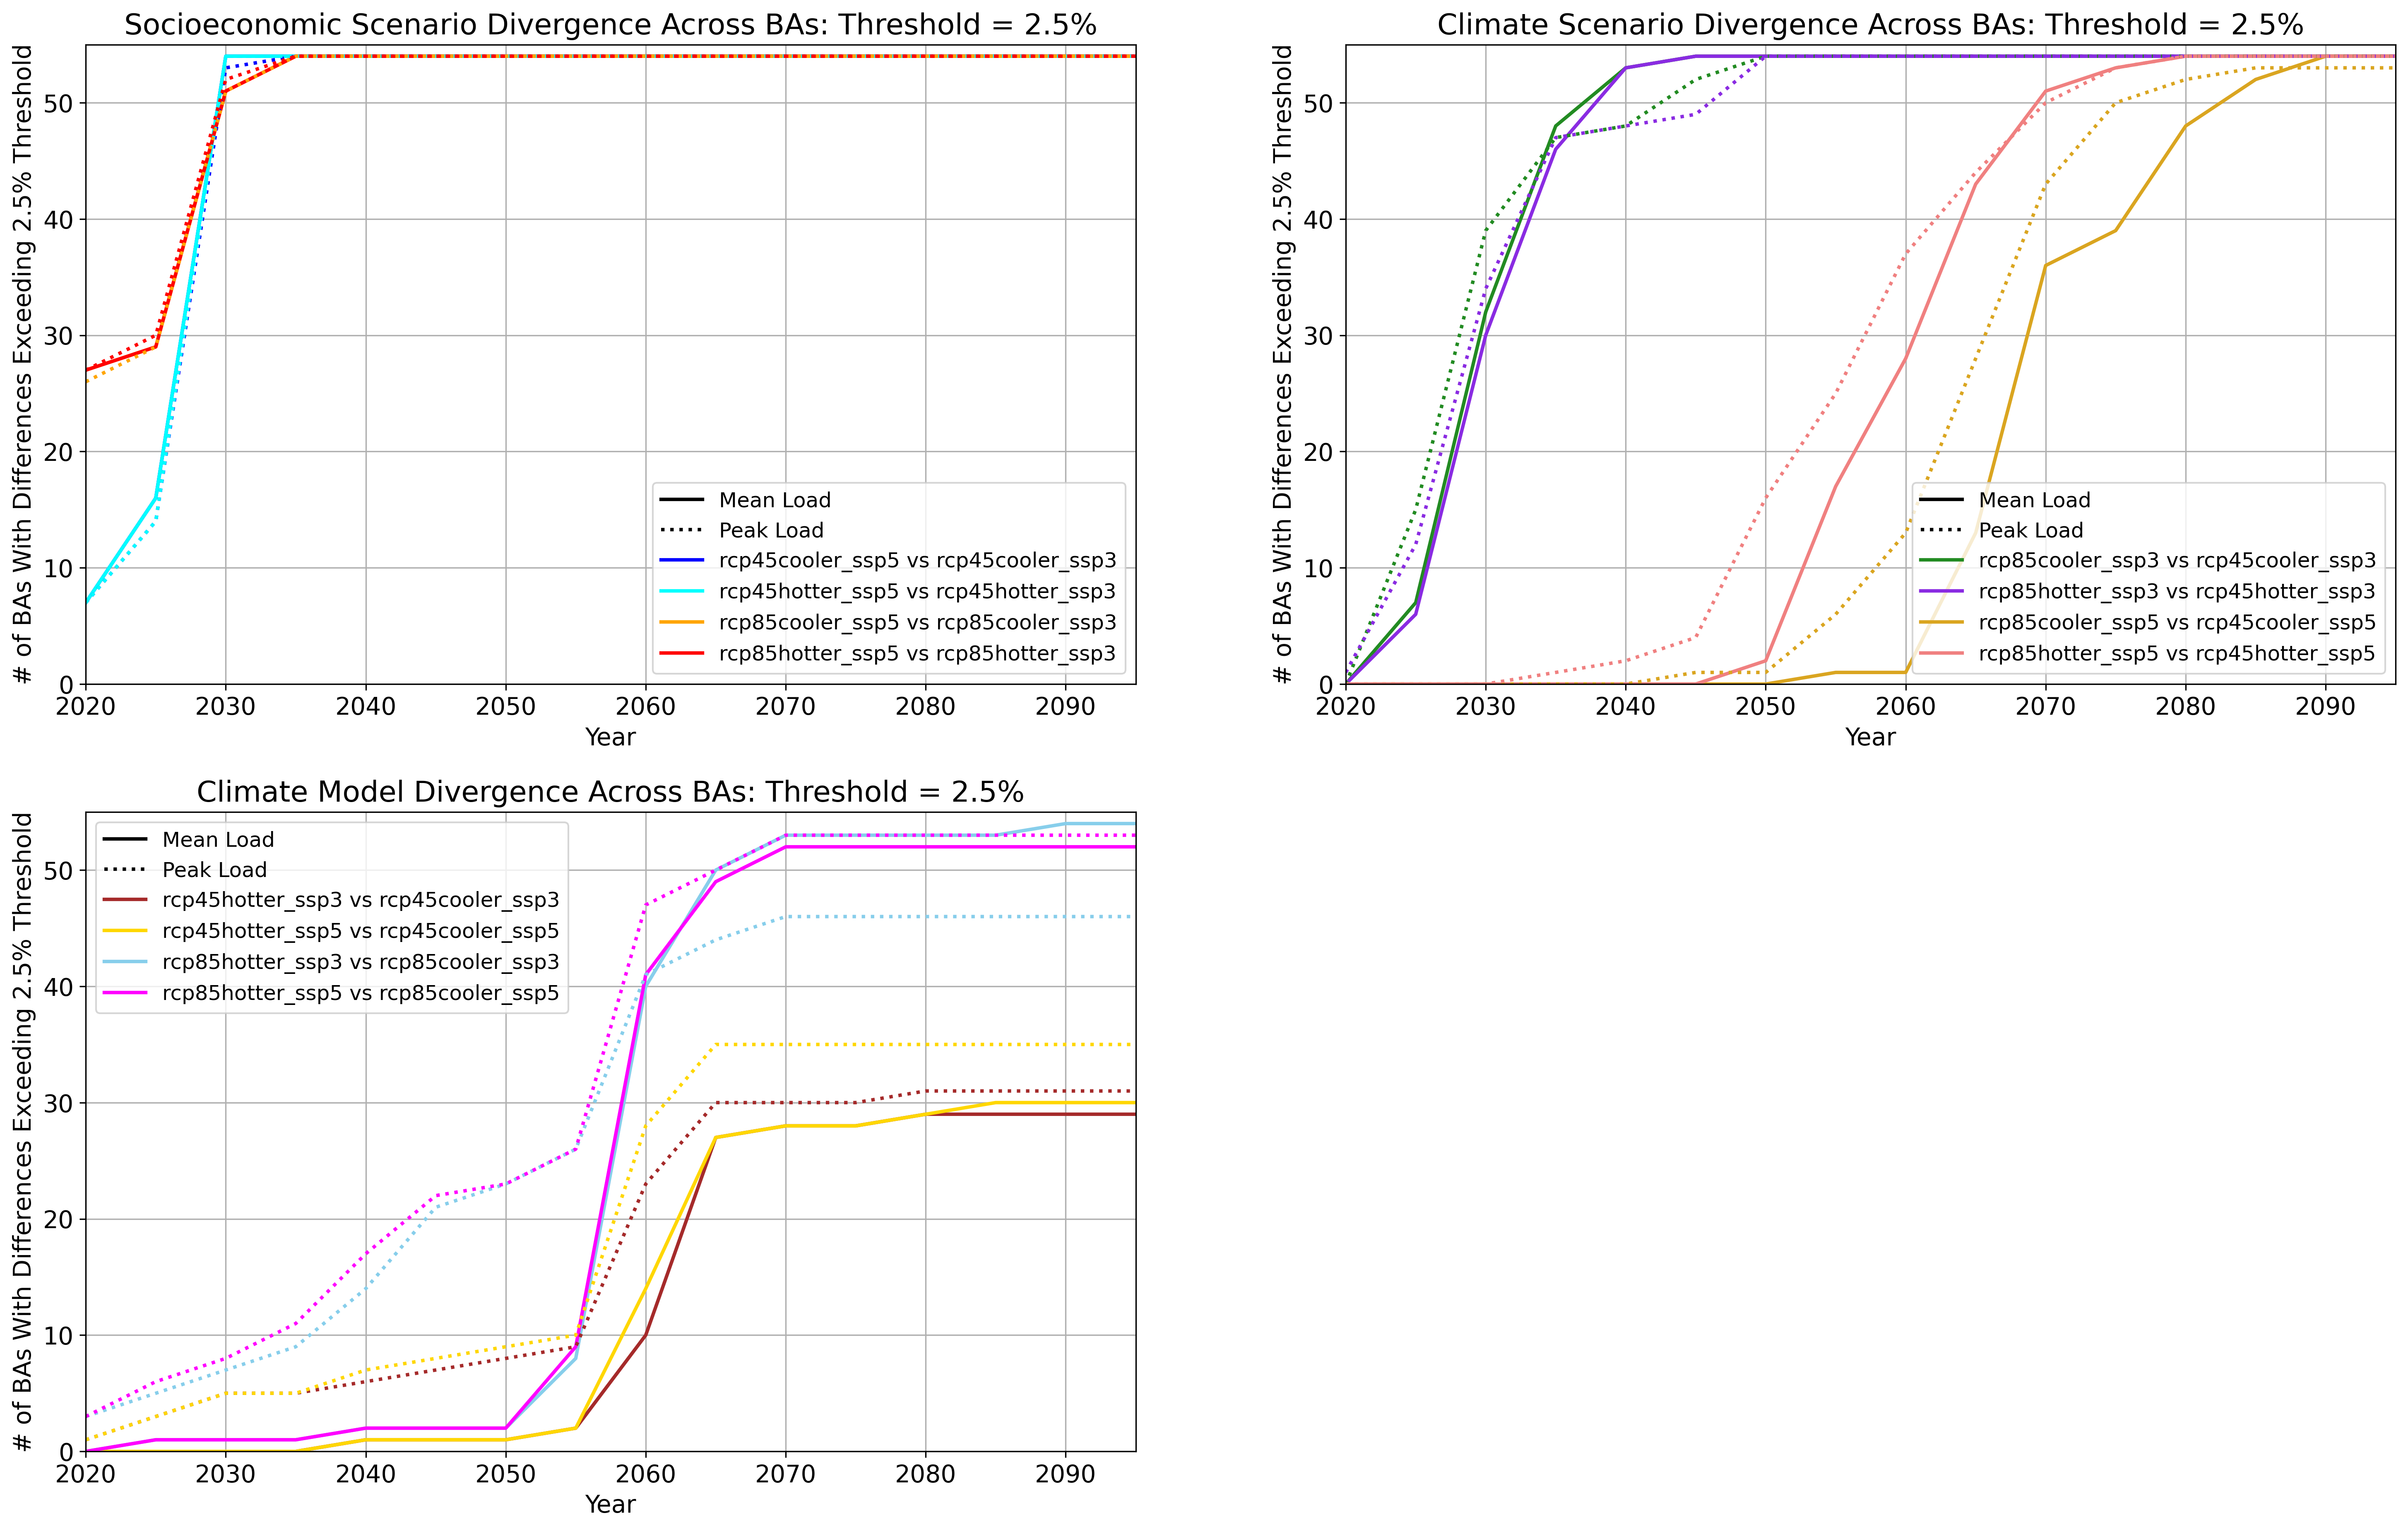 Socioeconomic Scenario Divergence Across BAs: Threshold = 2.5%
# of BAs With Differences Exceeding 2.5% Threshold
50
40
30
20
10
0
Mean Load
Peak Load
rcp45cooler_ssp5 vs rcp45cooler_ssp3
rcp45hotter_ssp5 vs rcp45hotter_ssp3
rcp85cooler_ssp5 vs rcp85cooler_ssp3
rcp85hotter_ssp5 vs rcp85hotter_ssp3
2020 2030 2040 2050 2060 2070 2080 2090
Year
Climate Scenario Divergence Across BAs: Threshold = 2.5%
# of BAs With Differences Exceeding 2.5% Threshold
50
40
30
20
10
0
Mean Load
Peak Load
rcp85cooler_ssp3 vs rcp45cooler_ssp3
rcp85hotter_ssp3 vs rcp45hotter_ssp3
rcp85cooler_ssp5 vs rcp45cooler_ssp5
rcp85hotter_ssp5 vs rcp45hotter_ssp5
2020 2030 2040 2050 2060 2070 2080 2090
Year
Climate Model Divergence Across BAs: Threshold = 2.5%
# of BAs With Differences Exceeding 2.5% Threshold
50
40
30
20
10
0
Mean Load
Peak Load
rcp45hotter_ssp3 vs rcp45cooler_ssp3
rcp45hotter_ssp5 vs rcp45cooler_ssp5
rcp85hotter_ssp3 vs rcp85cooler_ssp3
rcp85hotter_ssp5 vs rcp85cooler_ssp5
2020 2030 2040 2050 2060 2070 2080 2090
Year